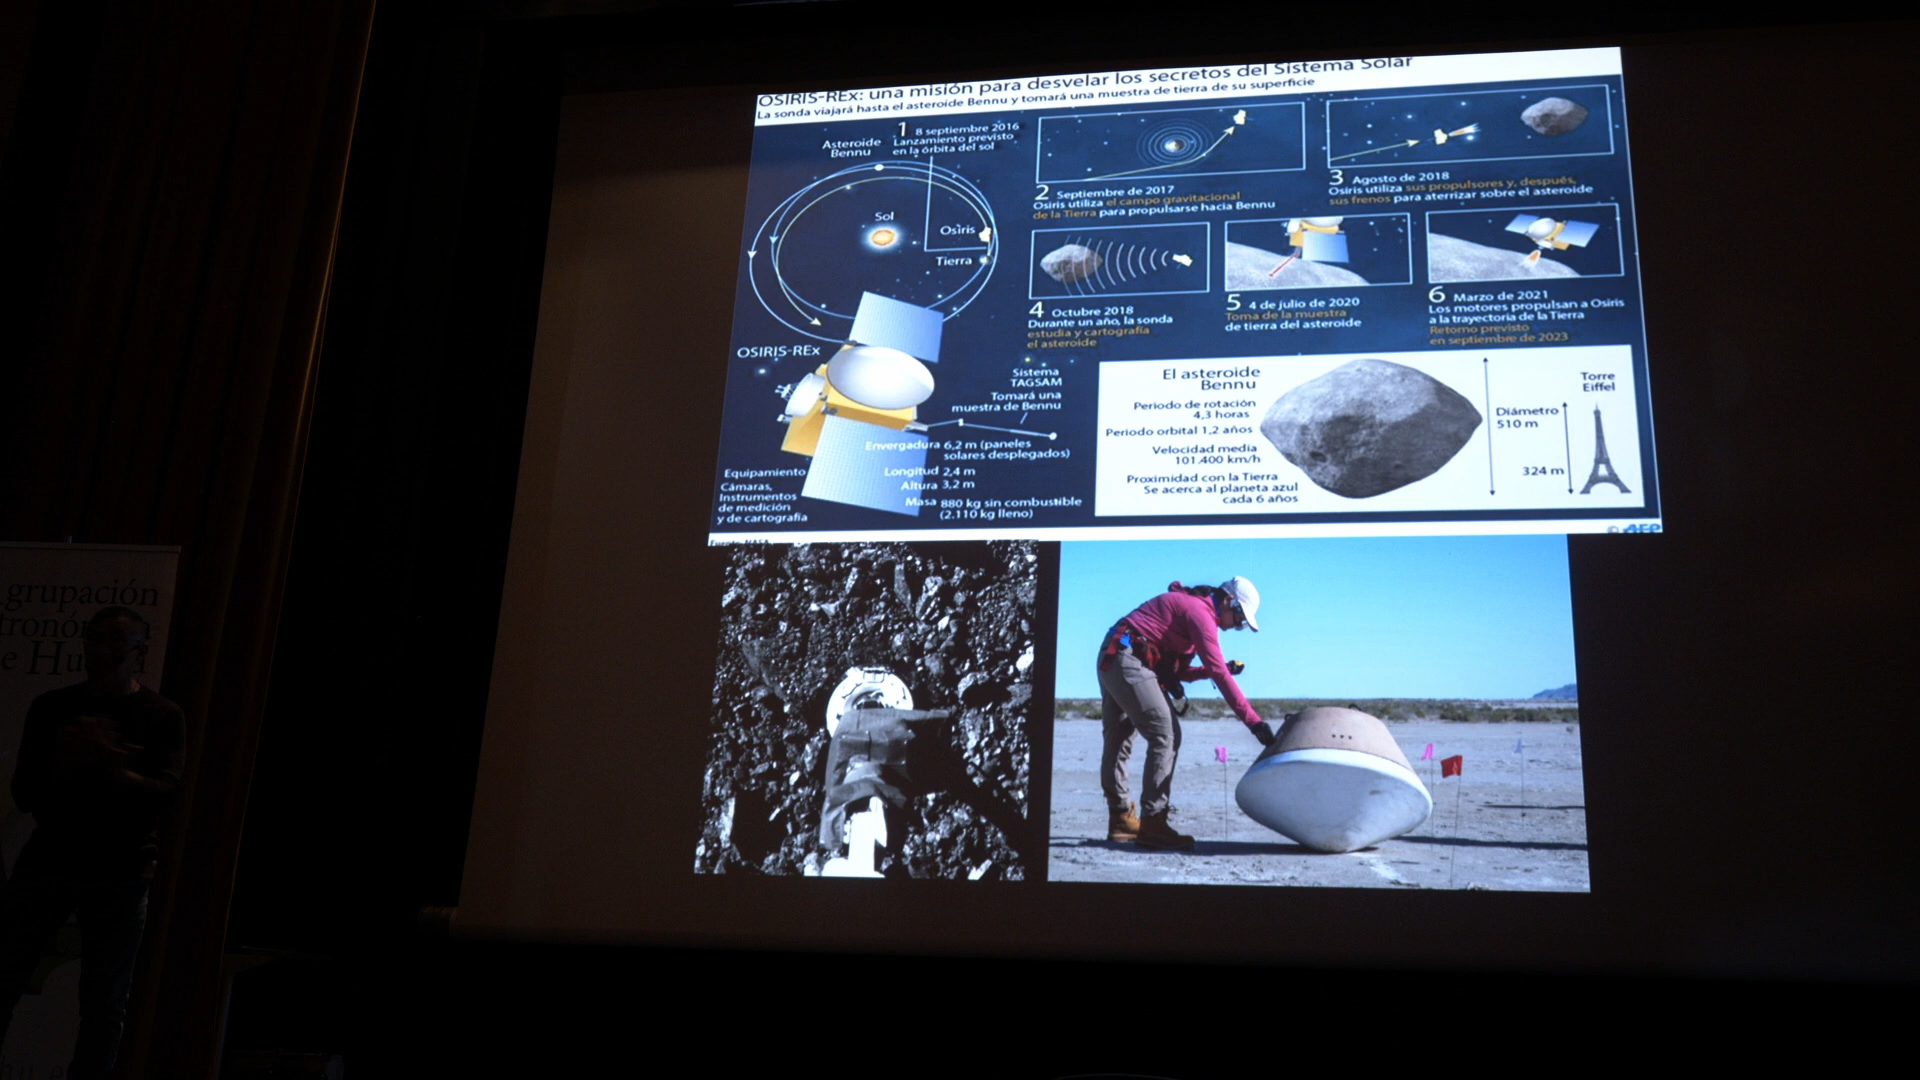 OSIRIS-REx: una misión para desvelar los secretos del Sistema Solar
La sonda viajará hasta el asteroide Bennu y tomará una muestra de tierra de su superficie
Asteroide
Bennu
1 8 septiembre 2016
Lanzamiento previsto
en la órbita del sol
Sol
Osiris
Tierra
2 Septiembre de 2017
Osiris utiliza el campo gravitacional
de la Tierra para propulsarse hacia Bennu
3 Agosto de 2018
Osiris utiliza sus propulsores y, después,
sus frenos para aterrizar sobre el asteroide
4 Octubre 2018
Durante un año, la sonda
estudia y cartografía
el asteroide
5 4 de julio de 2020
Toma de la muestra
de tierra del asteroide
6 Marzo de 2021
Los motores propulsan a Osiris
a la trayectoria de la Tierra
Retorno previsto
en septiembre de 2023
OSIRIS-REx
Sistema
TAGSAM
Tomará una
muestra de Bennu
Envergadura 6,2 m (paneles
solares desplegados)
Longitud 2,4 m
Altura 3,2 m
Masa 880 kg sin combustible
(2.110 kg lleno)
Equipamiento
Cámaras,
Instrumentos
de medición
y de cartografía
El asteroide
Bennu
Periodo de rotación
4,3 horas
Periodo orbital 1,2 años
Velocidad media
101.400 km/h
Proximidad con la Tierra
Se acerca al planeta azul
cada 6 años
Diámetro
510 m
Torre
Eiffel
324 m
Fuente: NASA
© AFP
grupación
e Hu